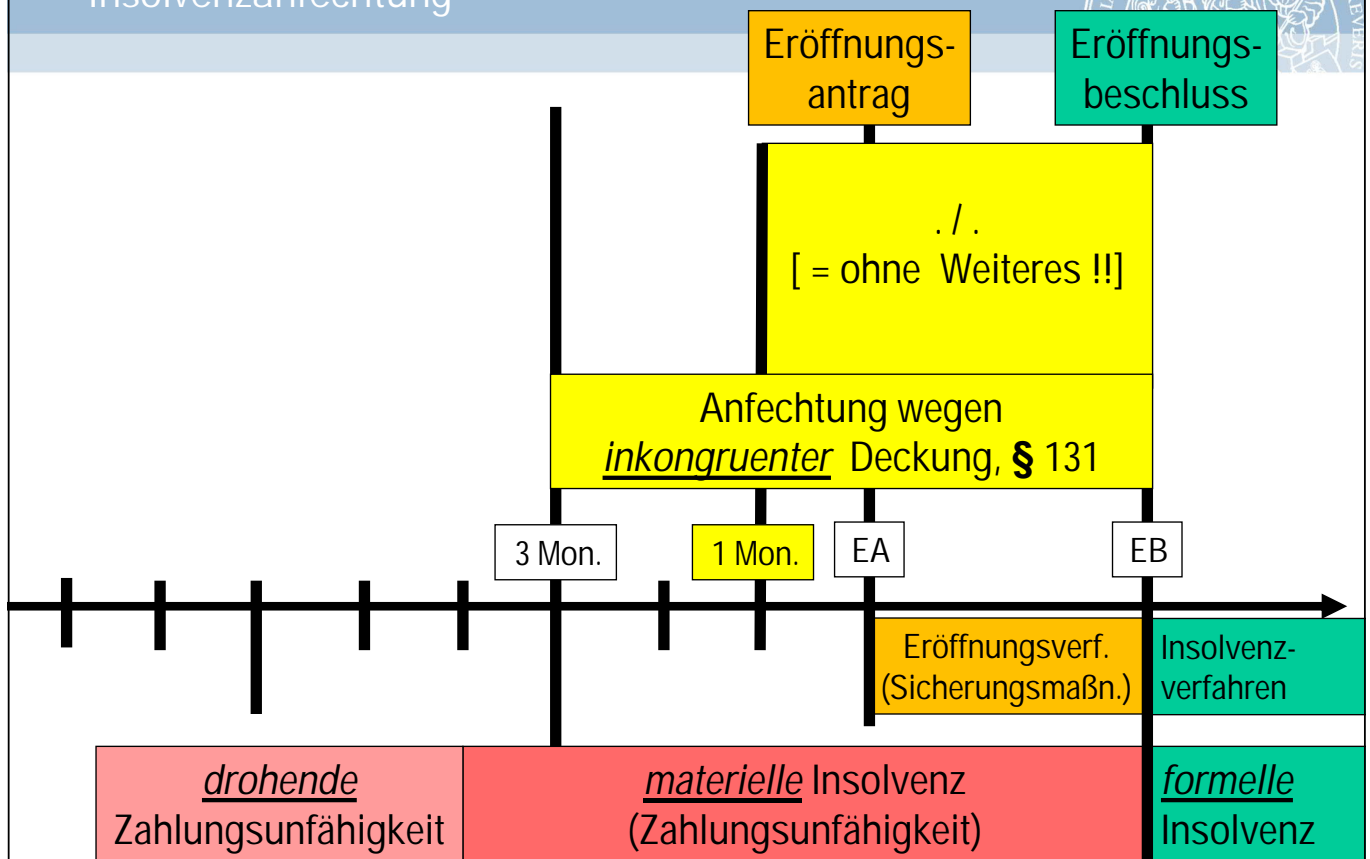 Insolvenzanfechtung
Eröffnungs-
antrag
Eröffnungs-
beschluss
. / .
[ = ohne Weiteres !!]
Anfechtung wegen
inkongruenter Deckung, § 131
3 Mon.
1 Mon.
EA
EB
Eröffnungsverf.
(Sicherungsmaßn.)
Insolvenz-
verfahren
drohende
Zahlungsunfähigkeit
materielle Insolvenz
(Zahlungsunfähigkeit)
formelle
Insolvenz